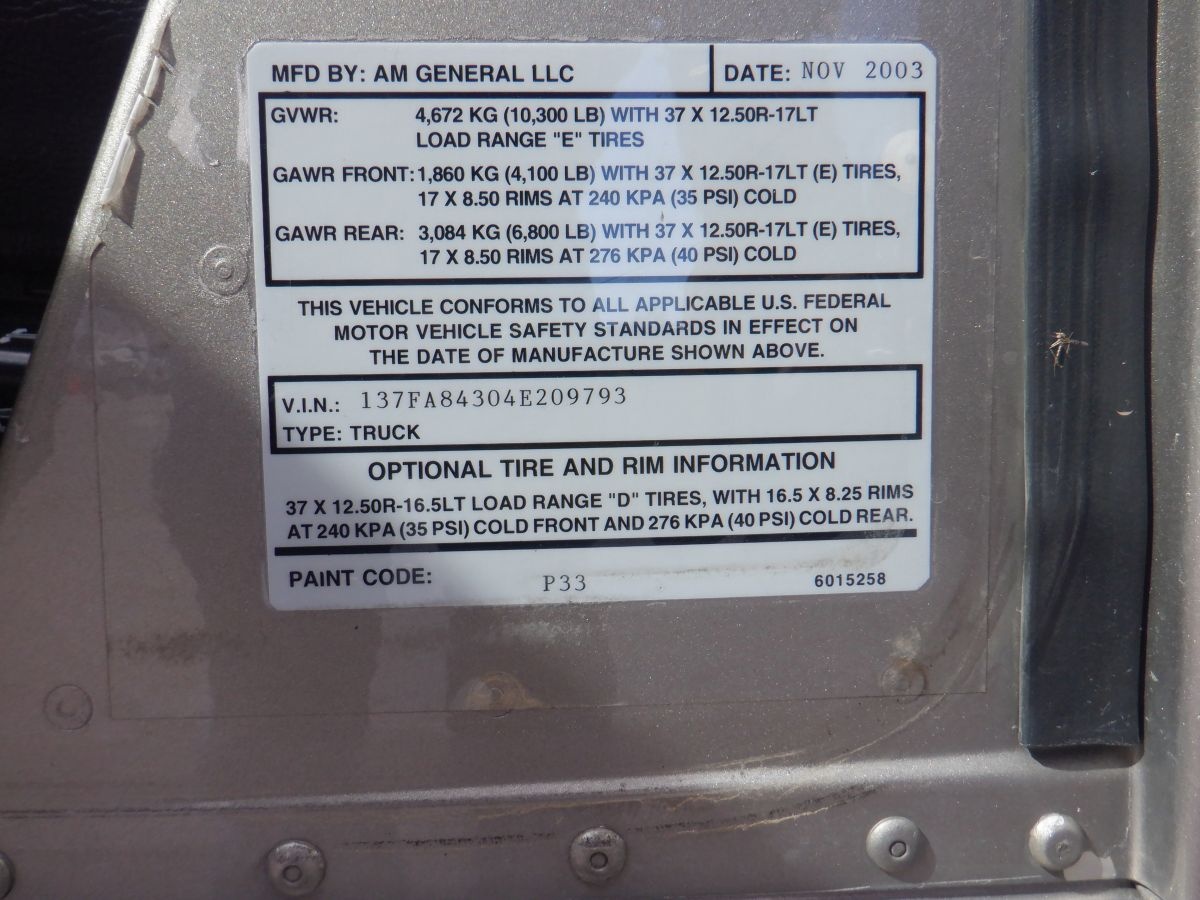 MFD BY: AM GENERAL LLC DATE: NOV 2003
GVWR: 4,672 KG (10,300 LB) WITH 37 X 12.50R-17LT
LOAD RANGE "E" TIRES
GAWR FRONT: 1,860 KG (4,100 LB) WITH 37 X 12.50R-17LT (E) TIRES,
17 X 8.50 RIMS AT 240 KPA (35 PSI) COLD
GAWR REAR: 3,084 KG (6,800 LB) WITH 37 X 12.50R-17LT (E) TIRES,
17 X 8.50 RIMS AT 276 KPA (40 PSI) COLD
THIS VEHICLE CONFORMS TO ALL APPLICABLE U.S. FEDERAL
MOTOR VEHICLE SAFETY STANDARDS IN EFFECT ON
THE DATE OF MANUFACTURE SHOWN ABOVE.
V.I.N.: 137FA84304E209793
TYPE: TRUCK
OPTIONAL TIRE AND RIM INFORMATION
37 X 12.50R-16.5LT LOAD RANGE "D" TIRES, WITH 16.5 X 8.25 RIMS
AT 240 KPA (35 PSI) COLD FRONT AND 276 KPA (40 PSI) COLD REAR.
PAINT CODE: P33 6015258